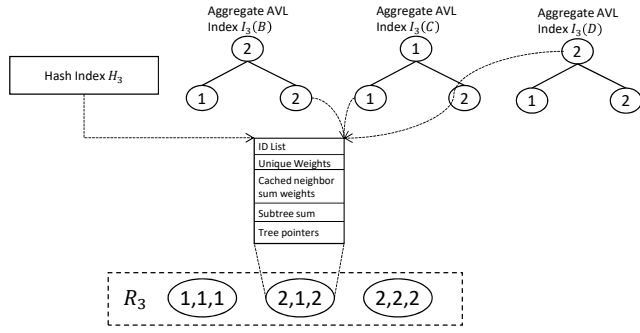 Aggregate AVL
Index I₃(B)
Aggregate AVL
Index I₃(C)
Aggregate AVL
Index I₃(D)
2
1
2
1
2
1
2
1
2
Hash Index H₃
ID List
Unique Weights
Cached neighbor
sum weights
Subtree sum
Tree pointers
R₃
1,1,1
2,1,2
2,2,2